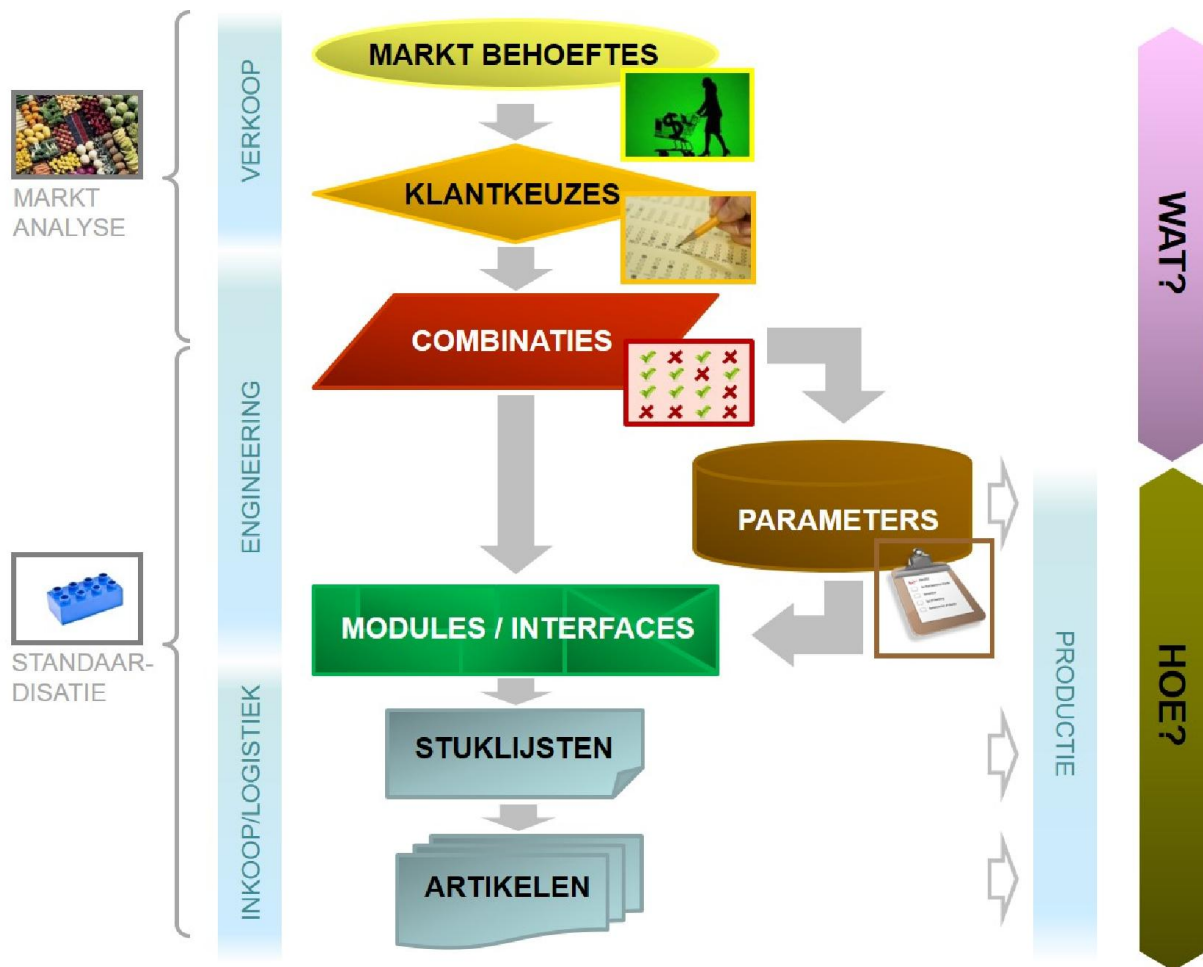 MARKT BEHOEFTES
VERKOOP
MARKT
ANALYSE
KLANTKEUZES
WAT?
COMBINATIES
ENGINEERING
PARAMETERS
MODULES / INTERFACES
STANDAAR-
DISATIE
PRODUCTIE
HOE?
INKOOP/LOGISTIEK
STUKLIJSTEN
ARTIKELEN